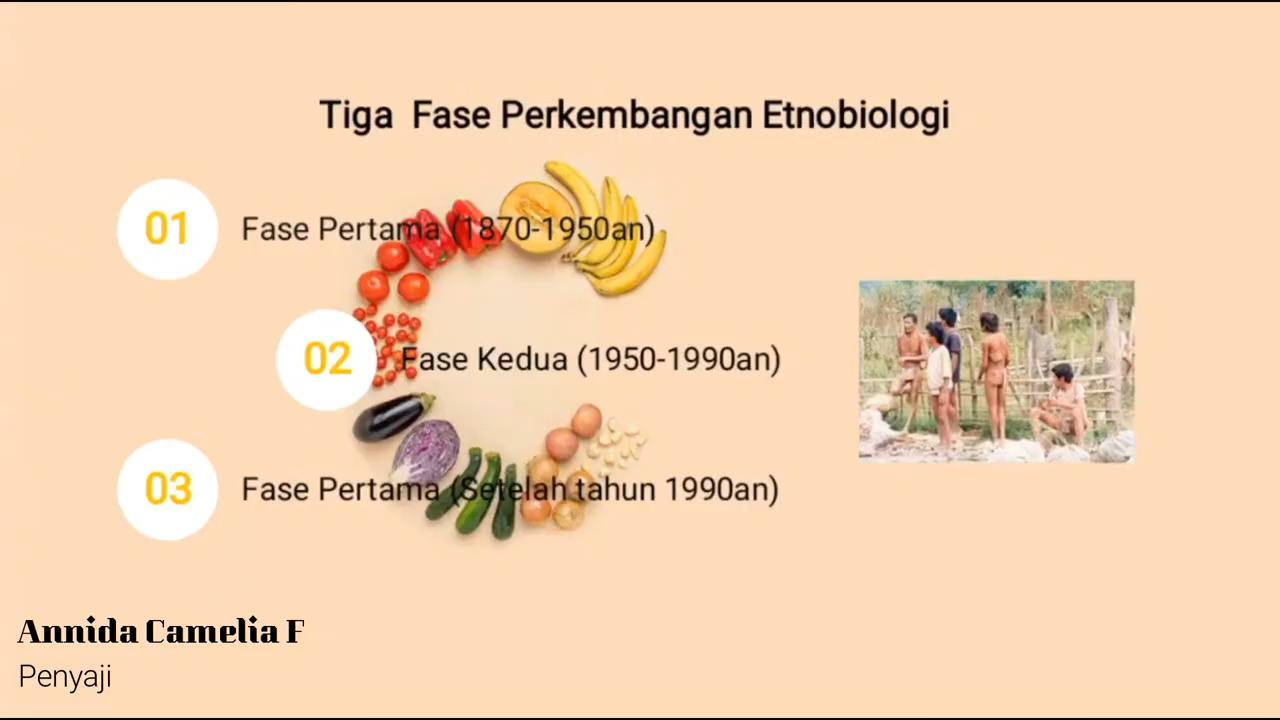 Tiga Fase Perkembangan Etnobiologi
01
Fase Pertama (1870-1950an)
02
Fase Kedua (1950-1990an)
03
Fase Pertama (Setelah tahun 1990an)
Annida Camelia F
Penyaji